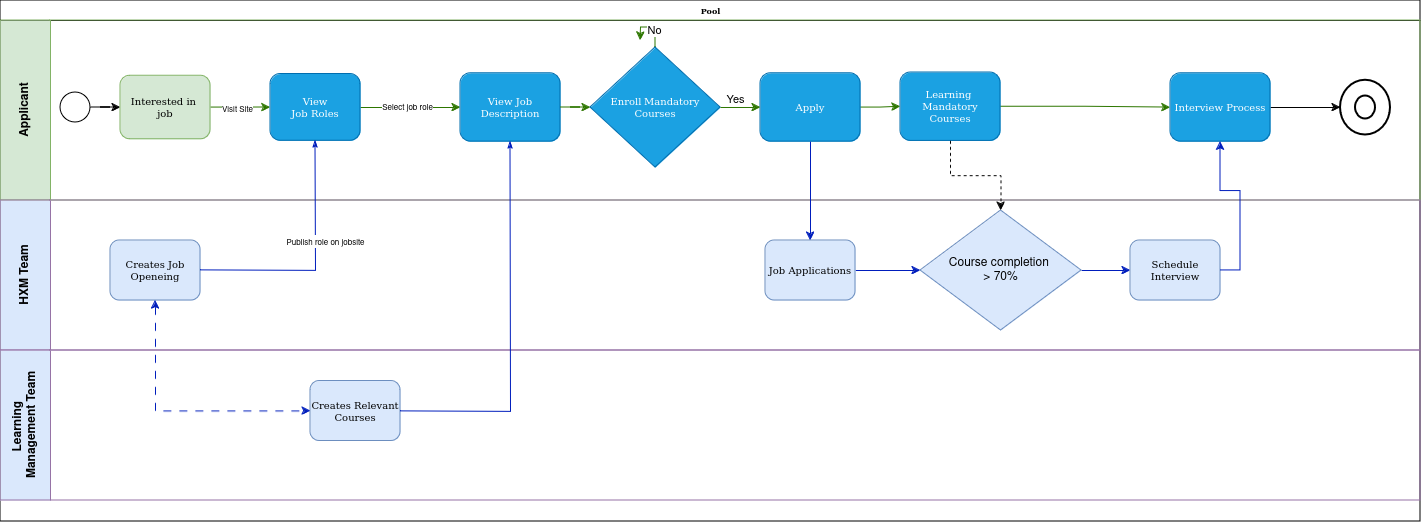 Pool
Applicant
Interested in
job
Visit Site
View
Job Roles
Select job role
View Job
Description
No
Enroll Mandatory
Courses
Yes
Apply
Learning
Mandatory
Courses
Interview Process
HXM Team
Creates Job
Openeing
Publish role on jobsite
Job Applications
Course completion
> 70%
Schedule
Interview
Learning
Management Team
Creates Relevant
Courses